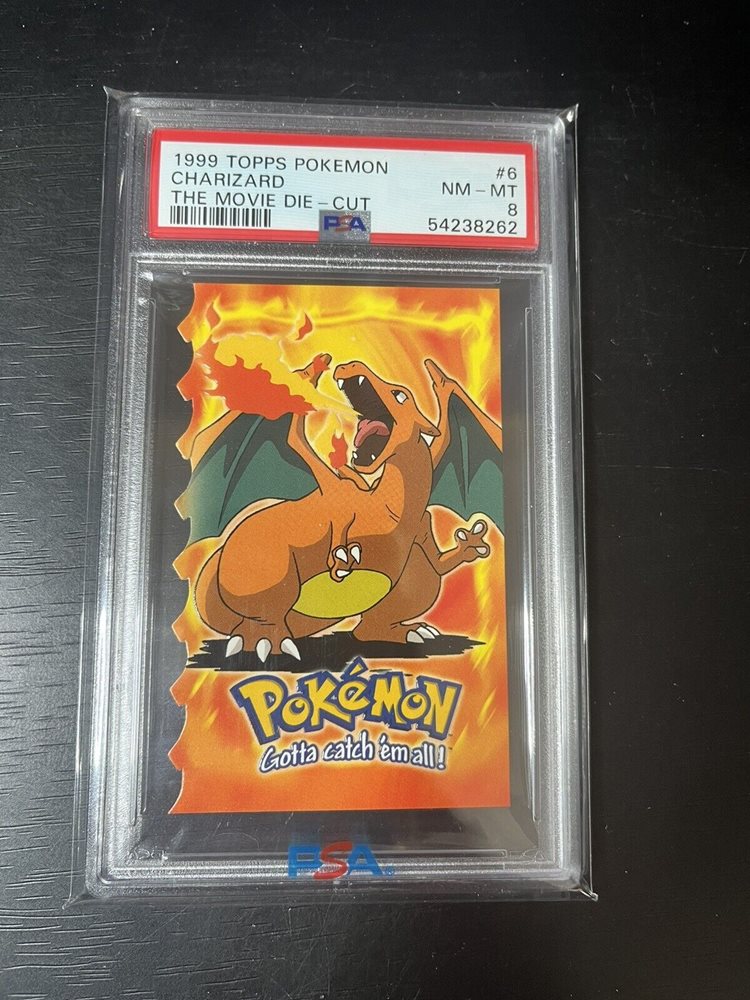 1999 TOPPS POKEMON #6
CHARIZARD NM - MT
THE MOVIE DIE - CUT 8
PSA 54238262
POKéMON
Gotta catch 'em all!
PSA